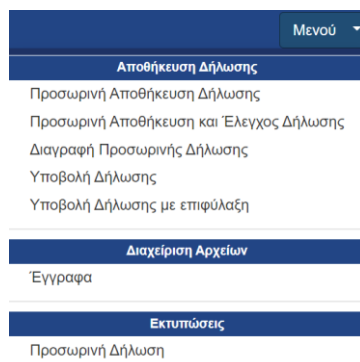 Μενού
Αποθήκευση Δήλωσης
Προσωρινή Αποθήκευση Δήλωσης
Προσωρινή Αποθήκευση και Έλεγχος Δήλωσης
Διαγραφή Προσωρινής Δήλωσης
Υποβολή Δήλωσης
Υποβολή Δήλωσης με επιφύλαξη
Διαχείριση Αρχείων
Έγγραφα
Εκτυπώσεις
Προσωρινή Δήλωση